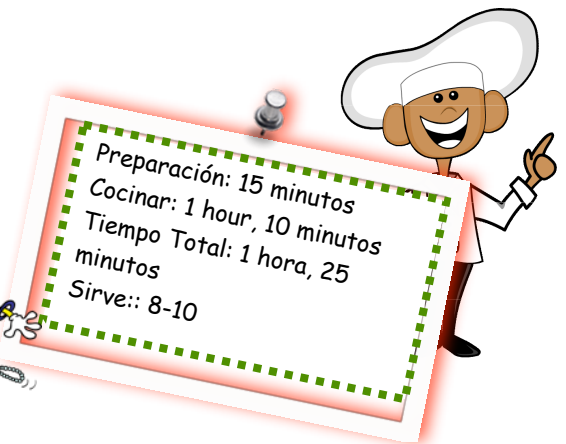 Preparación: 15 minutos
Cocinar: 1 hour, 10 minutos
Tiempo Total: 1 hora, 25
minutos
Sirve:: 8-10